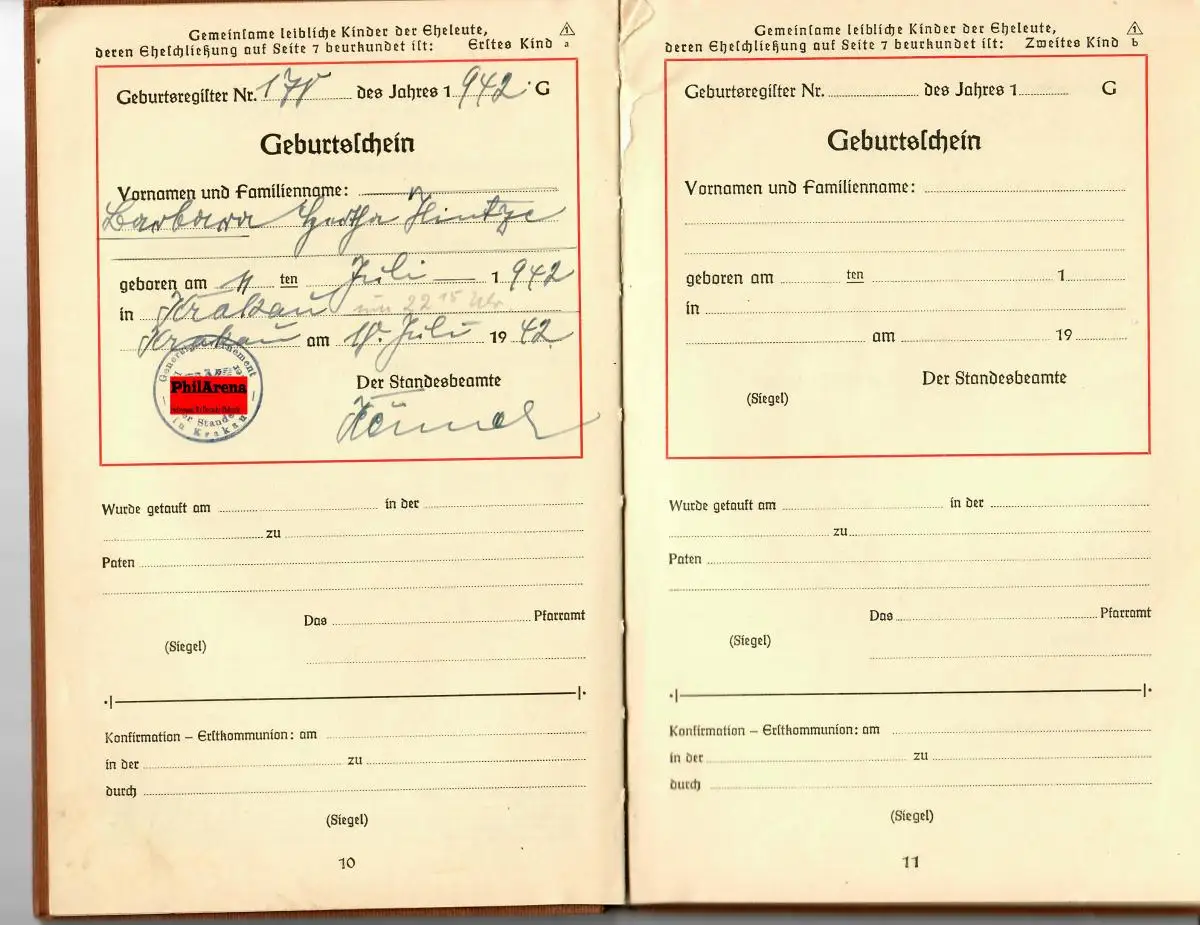 Gemeinsame leibliche Kinder der Eheleute,
deren Eheschließung auf Seite 7 beurkundet ist: Erstes Kind
1
a
Geburtsregister Nr. des Jahres 1942 G
Geburtsschein
Vornamen und Familienname:
Barbara Hertha Hintze
geboren am 11 ten Juli 1942
in Krakau um 22 15 Uhr
Krakau am Juli 1942
PhilArena
in Krakau
Der Standesbeamte
Wurde getauft am in der
zu
Paten
Das Pfarramt
(Siegel)
Konfirmation – Erstkommunion: am
in der zu
durch
(Siegel)
10
Gemeinsame leibliche Kinder der Eheleute,
deren Eheschließung auf Seite 7 beurkundet ist: Zweites Kind
1
b
Geburtsregister Nr. des Jahres 1 G
Geburtsschein
Vornamen und Familienname:
geboren am ten 1
in
am 19
Der Standesbeamte
(Siegel)
Wurde getauft am in der
zu
Paten
Das Pfarramt
(Siegel)
Konfirmation – Erstkommunion: am
in der zu
durch
(Siegel)
11